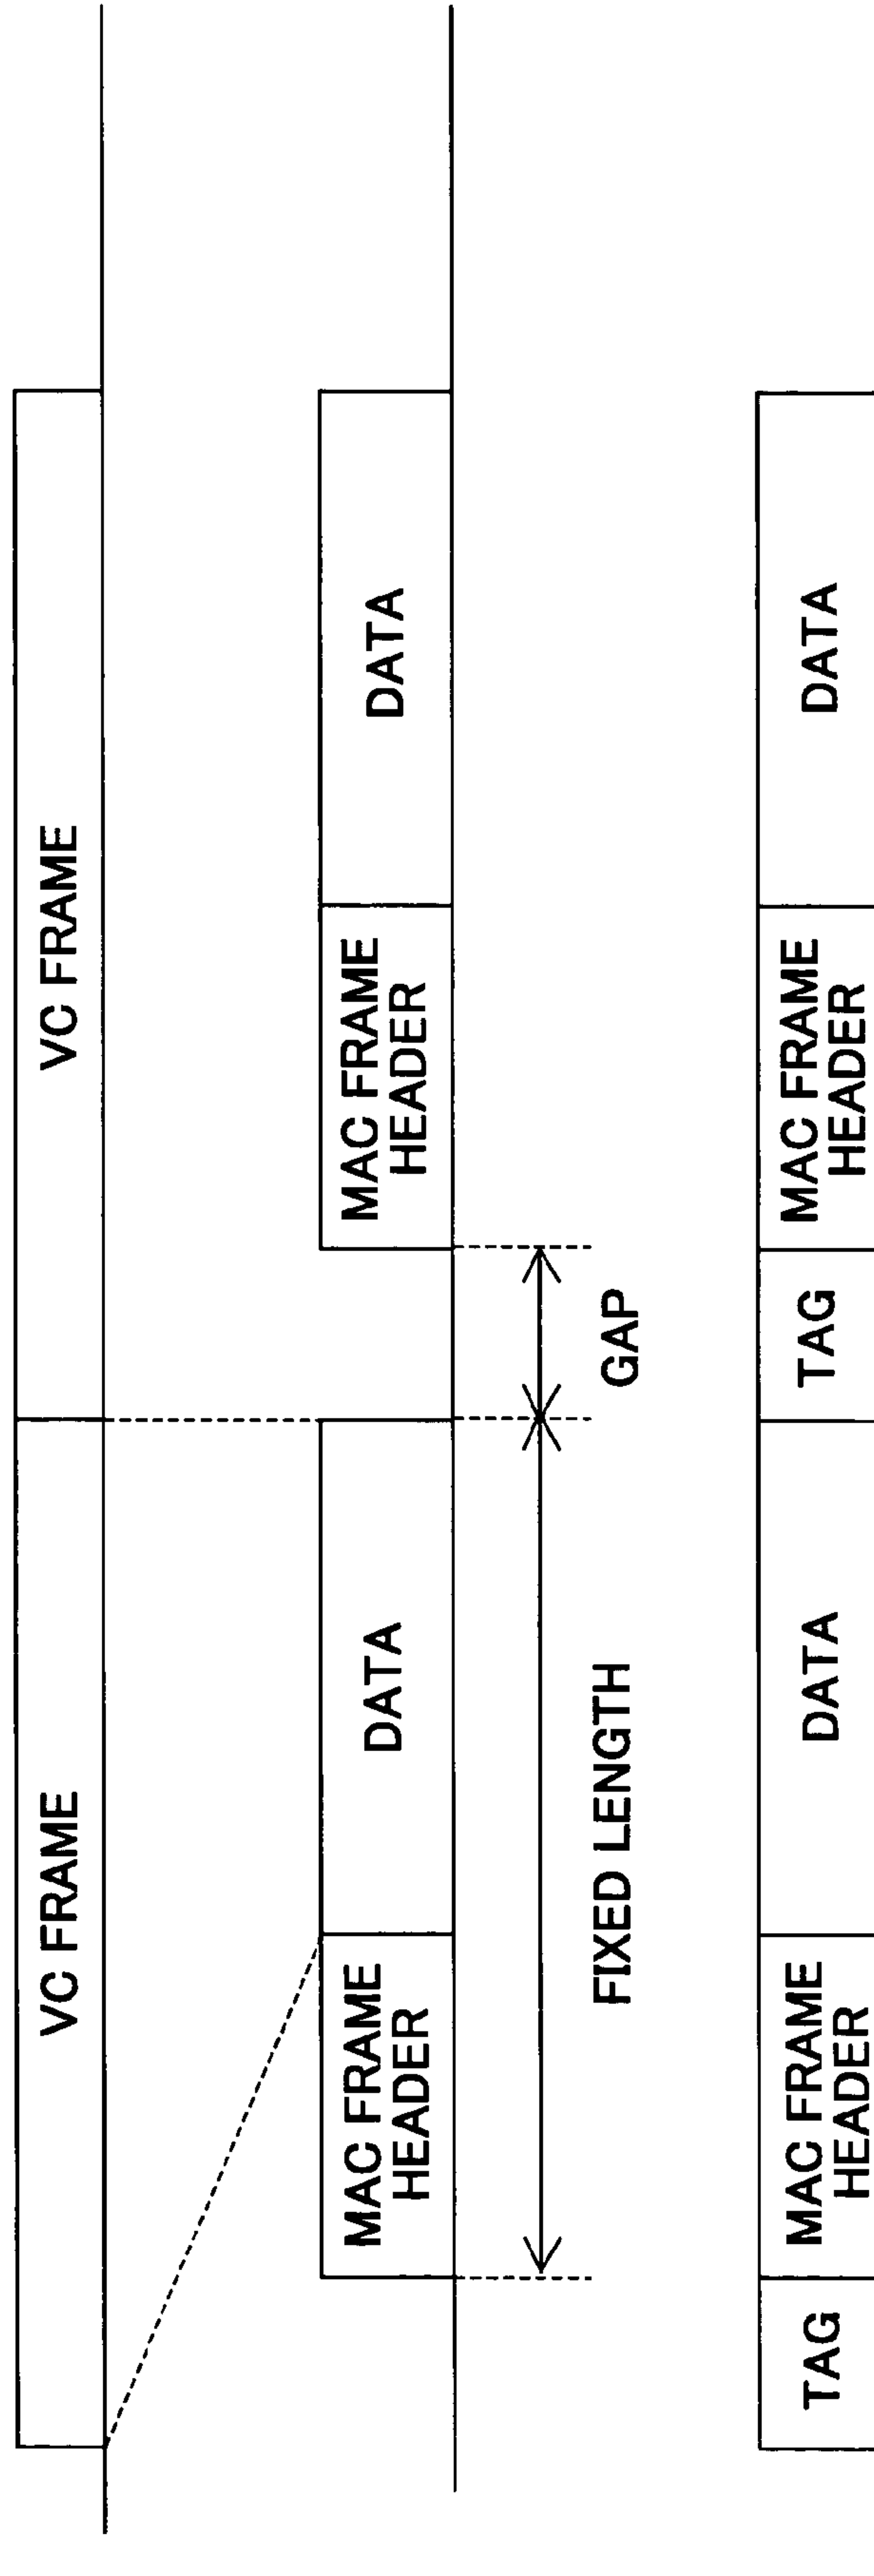 VC FRAME
VC FRAME
MAC FRAME
HEADER
DATA
MAC FRAME
HEADER
DATA
FIXED LENGTH
GAP
TAG
MAC FRAME
HEADER
DATA
TAG
MAC FRAME
HEADER
DATA